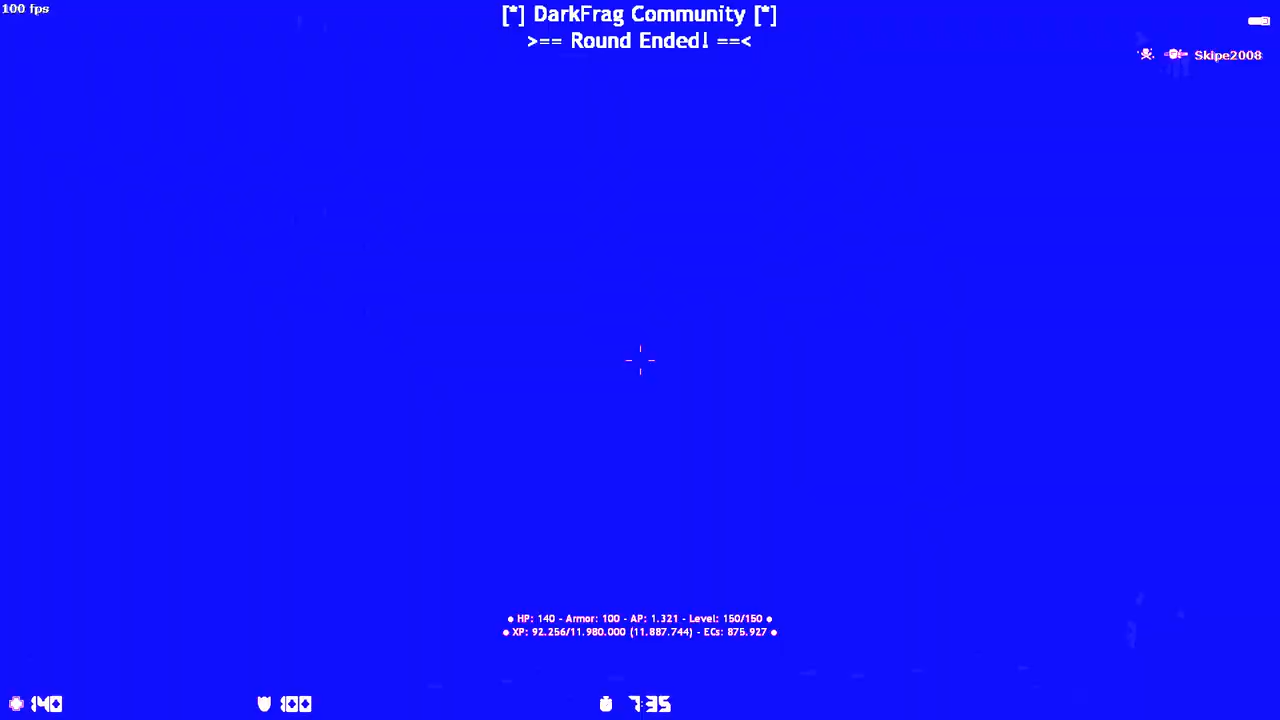 100 fps
[*] DarkFrag Community [*]
>== Round Ended! ==<
Skipe2008
● HP: 140 - Armor: 100 - AP: 1.321 - Level: 150/150 ●
● XP: 92.256/11.980.000 (11.887.744) - ECs: 875.927 ●
140 100 7:35